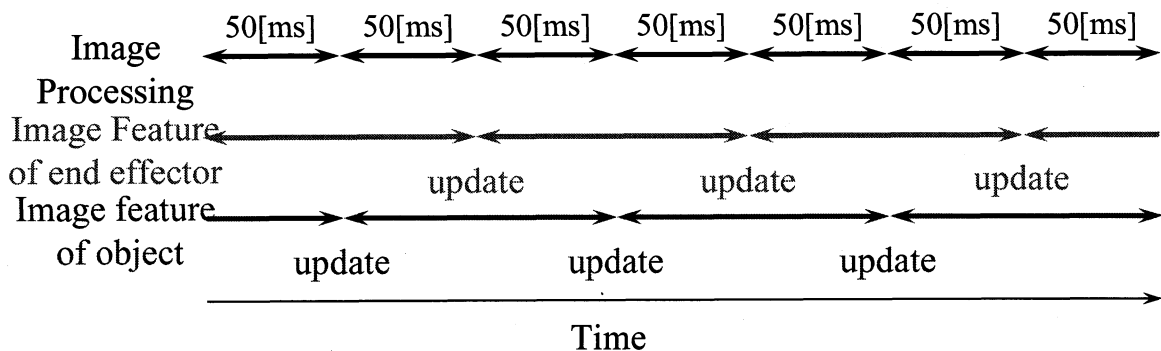 50[ms] 50[ms] 50[ms] 50[ms] 50[ms] 50[ms] 50[ms]
Image
Processing
Image Feature
of end effector
update update update
Image feature
of object
update update update
Time